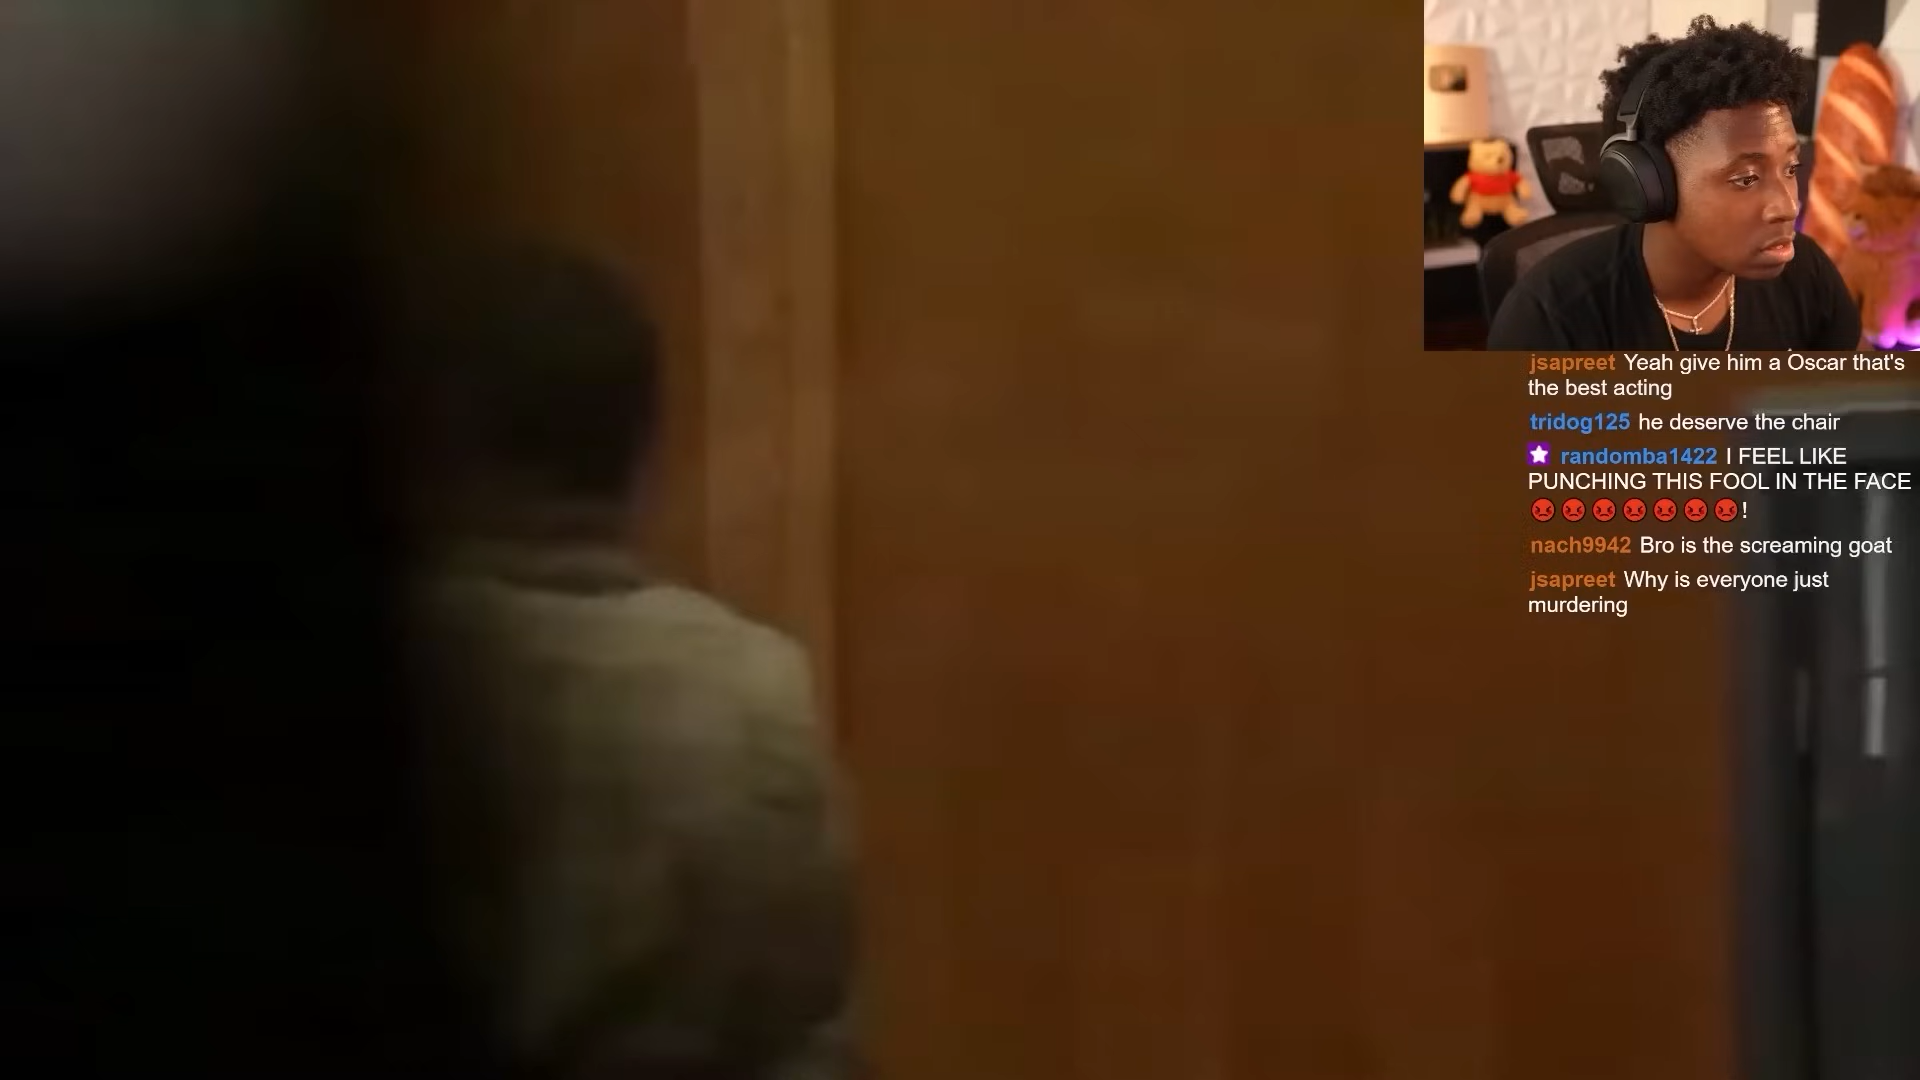 jsapreet Yeah give him a Oscar that's
the best acting
tridog125 he deserve the chair
randomba1422 I FEEL LIKE
PUNCHING THIS FOOL IN THE FACE
😡😡😡😡😡😡😡!
nach9942 Bro is the screaming goat
jsapreet Why is everyone just
murdering